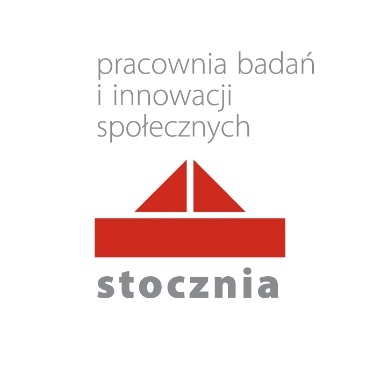 pracownia badań
i innowacji
społecznych
stocznia